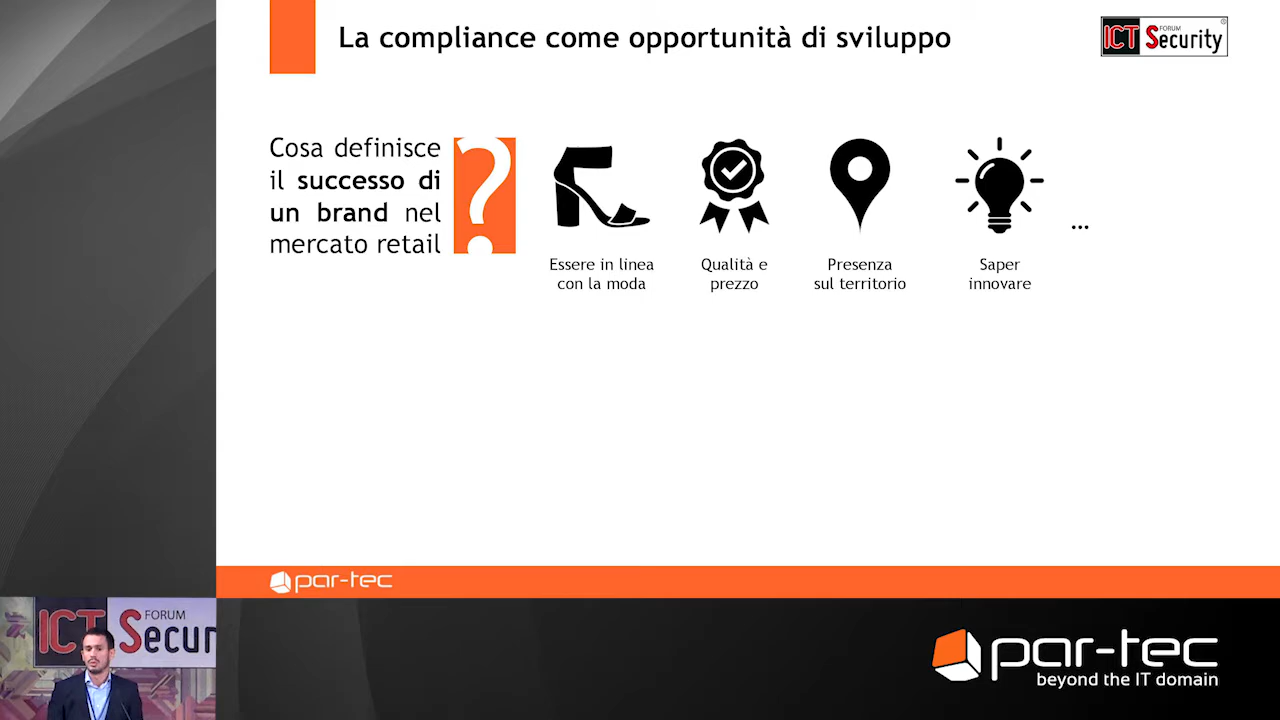 La compliance come opportunità di sviluppo
ICT FORUM Security ®
Cosa definisce
il successo di
un brand nel
mercato retail
?
Essere in linea
con la moda
Qualità e
prezzo
Presenza
sul territorio
Saper
innovare
...
par-tec
ICT FORUM Secur
par-tec
beyond the IT domain